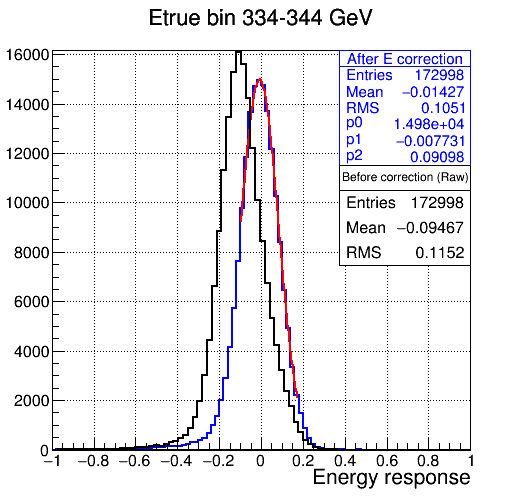 Etrue bin 334-344 GeV
After E correction
Entries 172998
Mean −0.01427
RMS 0.1051
p0 1.498e+04
p1 −0.007731
p2 0.09098
Before correction (Raw)
Entries 172998
Mean −0.09467
RMS 0.1152
16000
14000
12000
10000
8000
6000
4000
2000
0
−1 −0.8 −0.6 −0.4 −0.2 0 0.2 0.4 0.6 0.8 1
Energy response